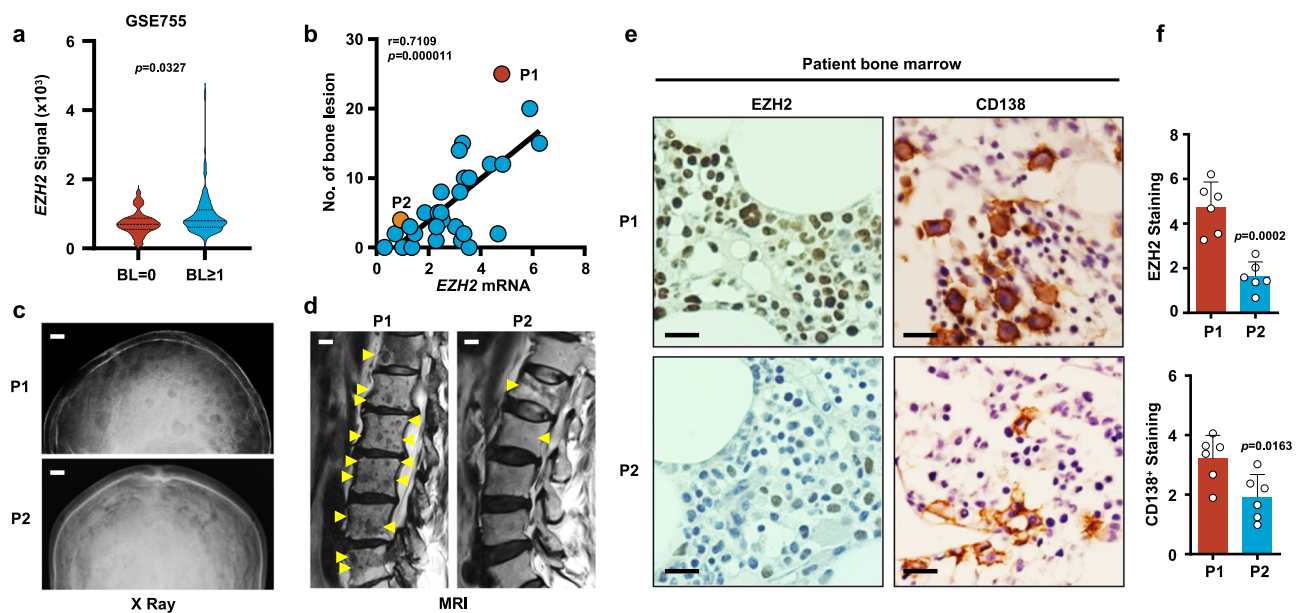 a
GSE755
EZH2 Signal (x10³)
6
4
2
0
p=0.0327
BL=0
BL≥1
b
No. of bone lesion
30
20
10
0
r=0.7109
p=0.000011
P1
P2
0
2
4
6
8
EZH2 mRNA
c
P1
P2
X Ray
d
P1
P2
MRI
e
Patient bone marrow
EZH2
CD138
P1
P2
f
EZH2 Staining
8
6
4
2
0
p=0.0002
P1
P2
CD138⁺ Staining
6
4
2
0
p=0.0163
P1
P2